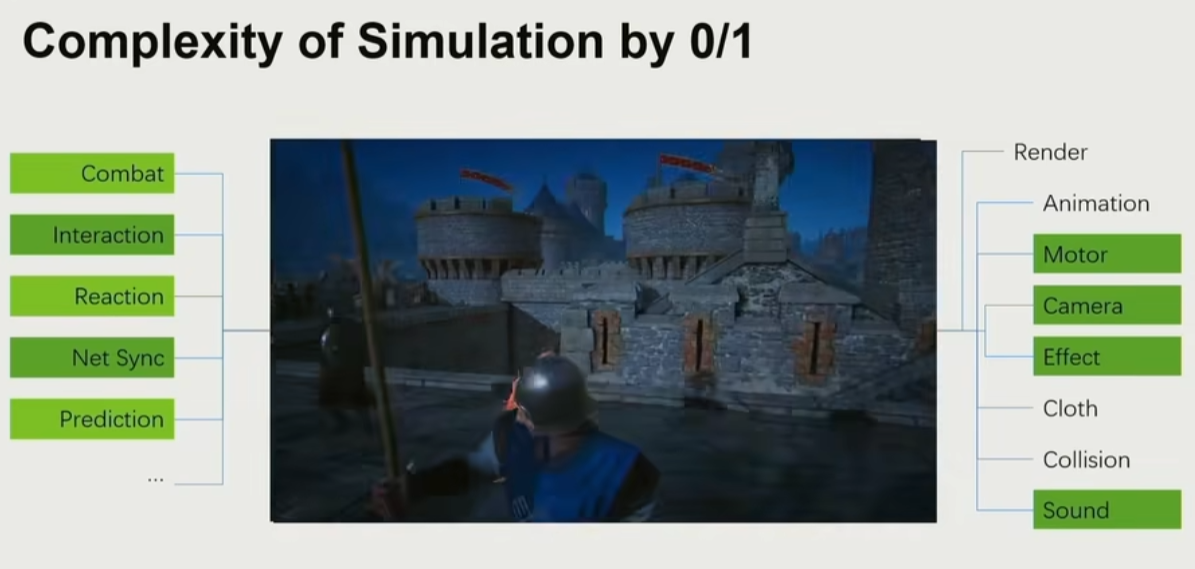 Complexity of Simulation by 0/1
Combat
Interaction
Reaction
Net Sync
Prediction
...
Render
Animation
Motor
Camera
Effect
Cloth
Collision
Sound